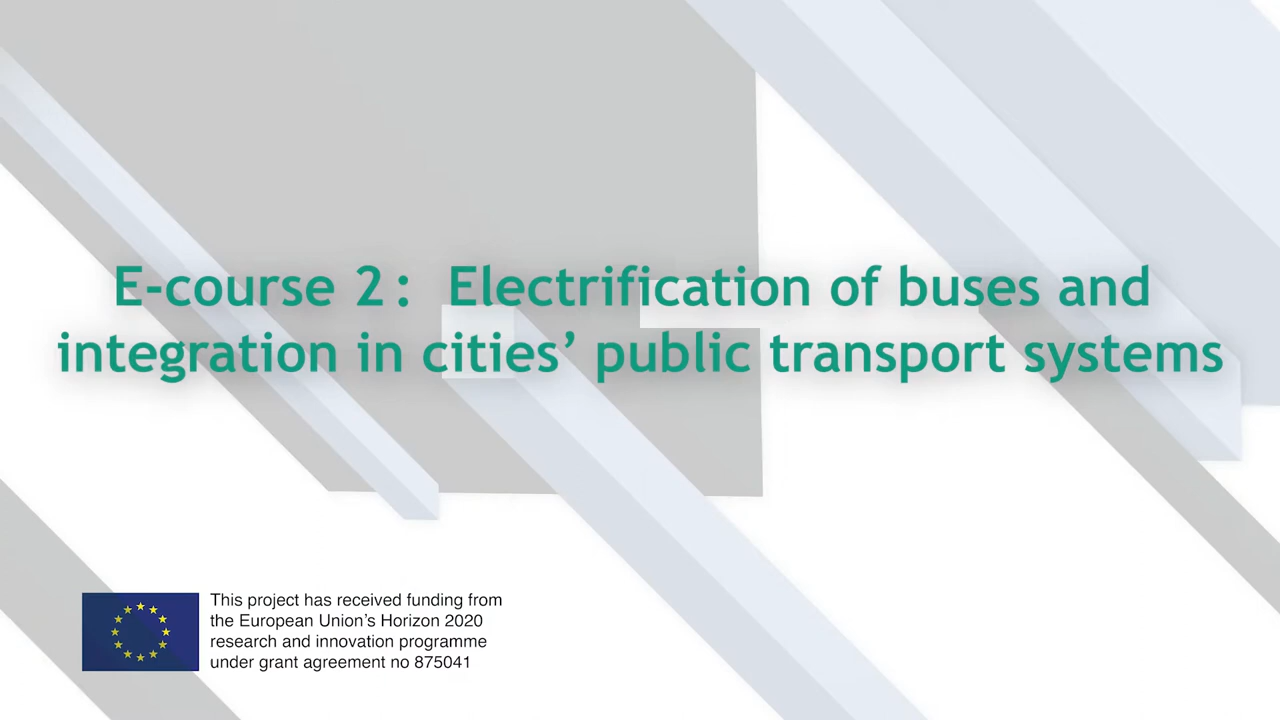 E-course 2 : Electrification of buses and
integration in cities’ public transport systems
This project has received funding from
the European Union’s Horizon 2020
research and innovation programme
under grant agreement no 875041